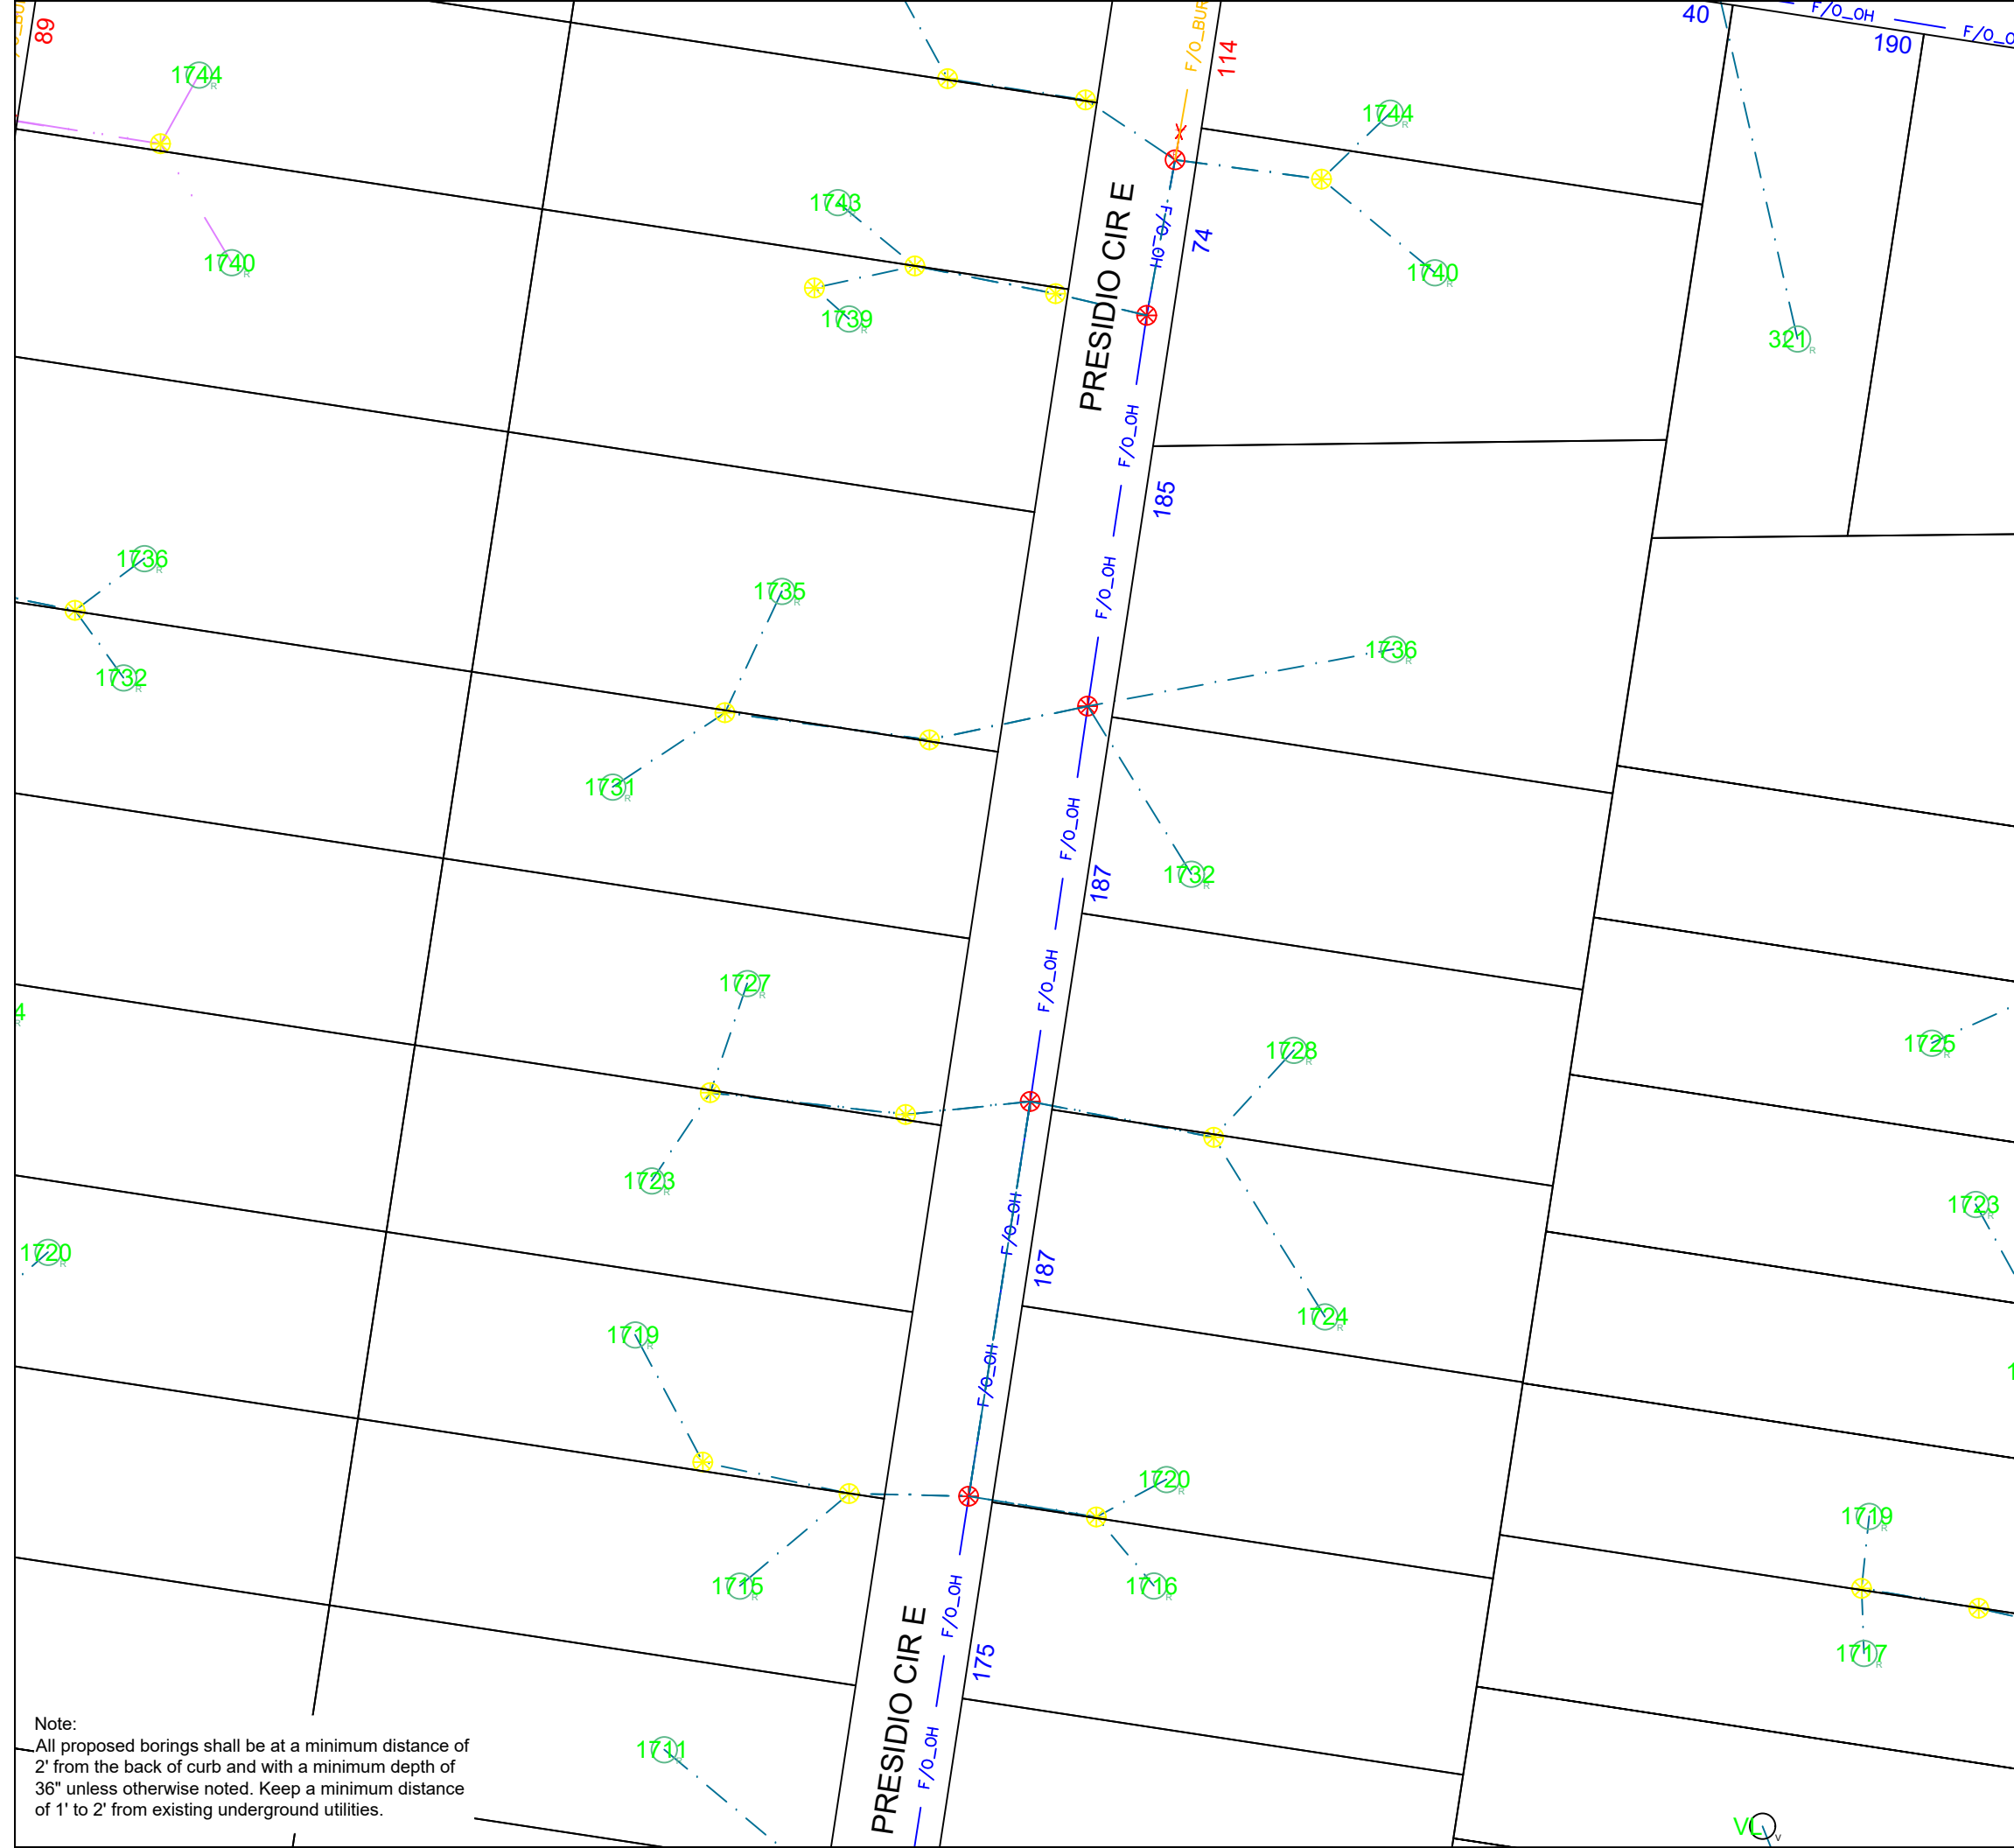 89
F/O_BUR
114
40
F/O_OH
190
1744
R
1744
R
X
1743
R
F/O_OH
74
1740
R
1740
R
PRESIDIO CIR E
1739
R
321
R
F/O_OH
185
1736
R
F/O_OH
1735
R
1736
R
1732
R
1731
R
F/O_OH
187
1732
R
1727
R
F/O_OH
4
R
1728
R
1725
R
1723
R
F/O_OH
1723
R
1720
R
187
1719
R
1724
R
F/O_OH
1
1720
R
1719
R
1715
R
1716
R
F/O_OH
175
1717
R
PRESIDIO CIR E
1711
R
F/O_OH
VL
V
Note:
All proposed borings shall be at a minimum distance of
2' from the back of curb and with a minimum depth of
36" unless otherwise noted. Keep a minimum distance
of 1' to 2' from existing underground utilities.